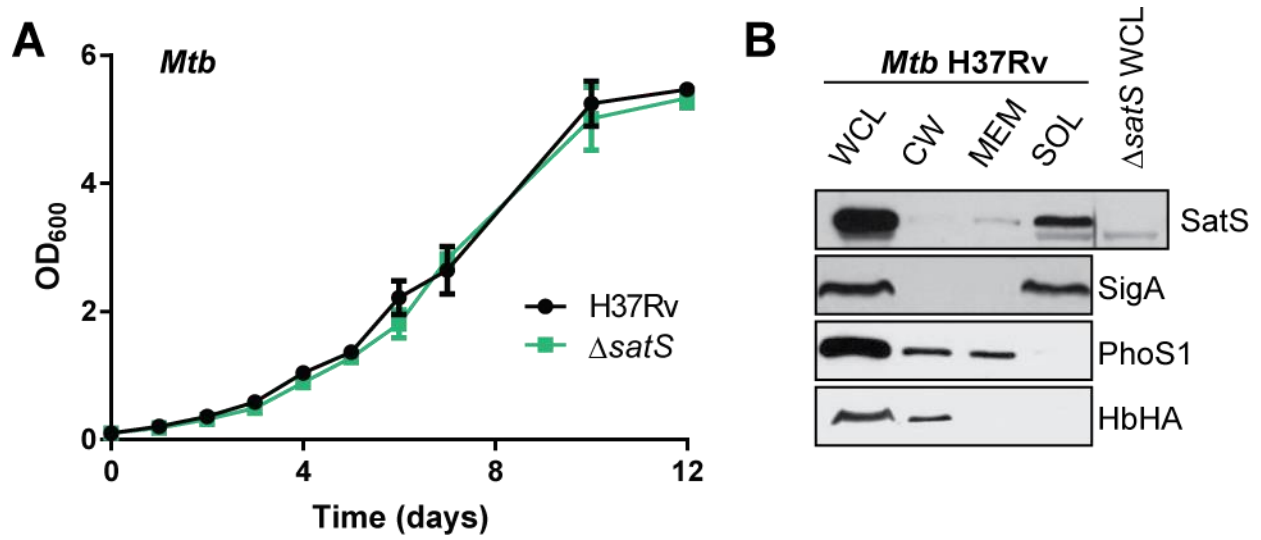 A
Mtb
6
4
2
0
OD600
H37Rv
ΔsatS
0 4 8 12
Time (days)
B
Mtb H37Rv
WCL CW MEM SOL ΔsatS WCL
SatS
SigA
PhoS1
HbHA